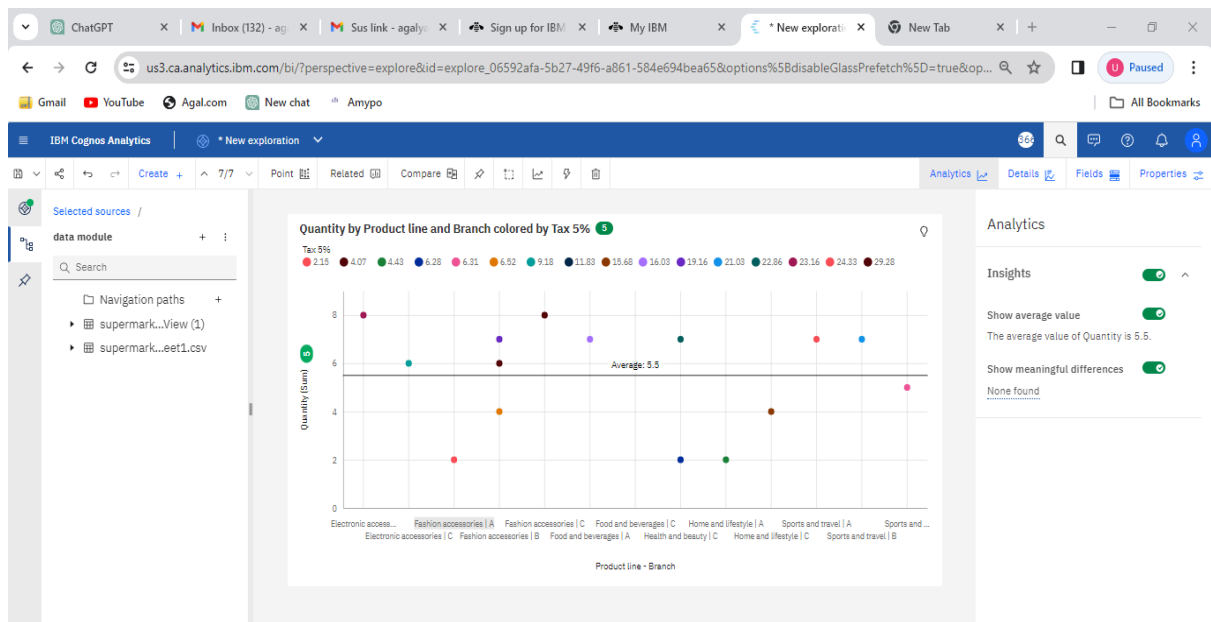 ChatGPT
Inbox (132) - ag
Sus link - agalya
Sign up for IBM
My IBM
* New explorati
New Tab
us3.ca.analytics.ibm.com/bi/?perspective=explore&id=explore_06592afa-5b27-49f6-a861-584e694bea65&options%5BdisableGlassPrefetch%5D=true&op...
U Paused
Gmail YouTube Agal.com New chat Amypo All Bookmarks
IBM Cognos Analytics * New exploration
Create + 7/7 Point Related Compare Analytics Details Fields Properties
Selected sources /
data module
Search
Navigation paths +
supermark...View (1)
supermark...eet1.csv
Quantity by Product line and Branch colored by Tax 5% 5
Tax 5%
2.15 4.07 4.43 6.28 6.31 6.52 9.18 11.83 15.68 16.03 19.16 21.03 22.86 23.16 24.33 29.28
8
6
4
2
0
5
Quantity (Sum)
Average: 5.5
Electronic access... Fashion accessories | A Fashion accessories | C Food and beverages | C Home and lifestyle | A Sports and travel | A Sports and ...
Electronic accessories | C Fashion accessories | B Food and beverages | A Health and beauty | C Home and lifestyle | C Sports and travel | B
Product line - Branch
Analytics
Insights
Show average value
The average value of Quantity is 5.5.
Show meaningful differences
None found